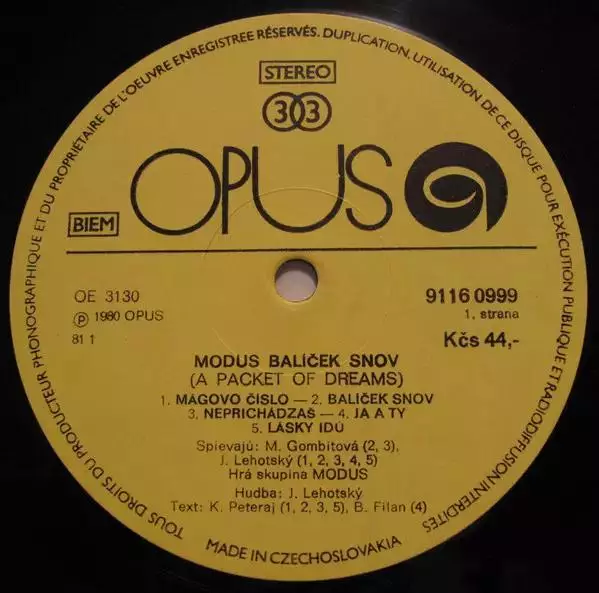 TOUS DROITS DU PRODUCTEUR PHONOGRAPHIQUE ET DU PROPRIÉTAIRE DE L'OEUVRE ENREGISTREE RÉSERVÉS. DUPLICATION, UTILISATION DE CE DISQUE POUR EXÉCUTION PUBLIQUE ET RADIODIFFUSION INTERDITES
STEREO
33
OPUS
BIEM
OE 3130
℗ 1980 OPUS
81 1
9116 0999
1. strana
Kčs 44,-
MODUS BALÍČEK SNOV
(A PACKET OF DREAMS)
1. MÁGOVO ČÍSLO — 2. BALÍČEK SNOV
3. NEPRICHÁDZAŠ — 4. JA A TY
5. LÁSKY IDÚ
Spievajú: M. Gombitová (2, 3),
J. Lehotský (1, 2, 3, 4, 5)
Hrá skupina MODUS
Hudba: J. Lehotský
Text: K. Peteraj (1, 2, 3, 5), B. Filan (4)
MADE IN CZECHOSLOVAKIA